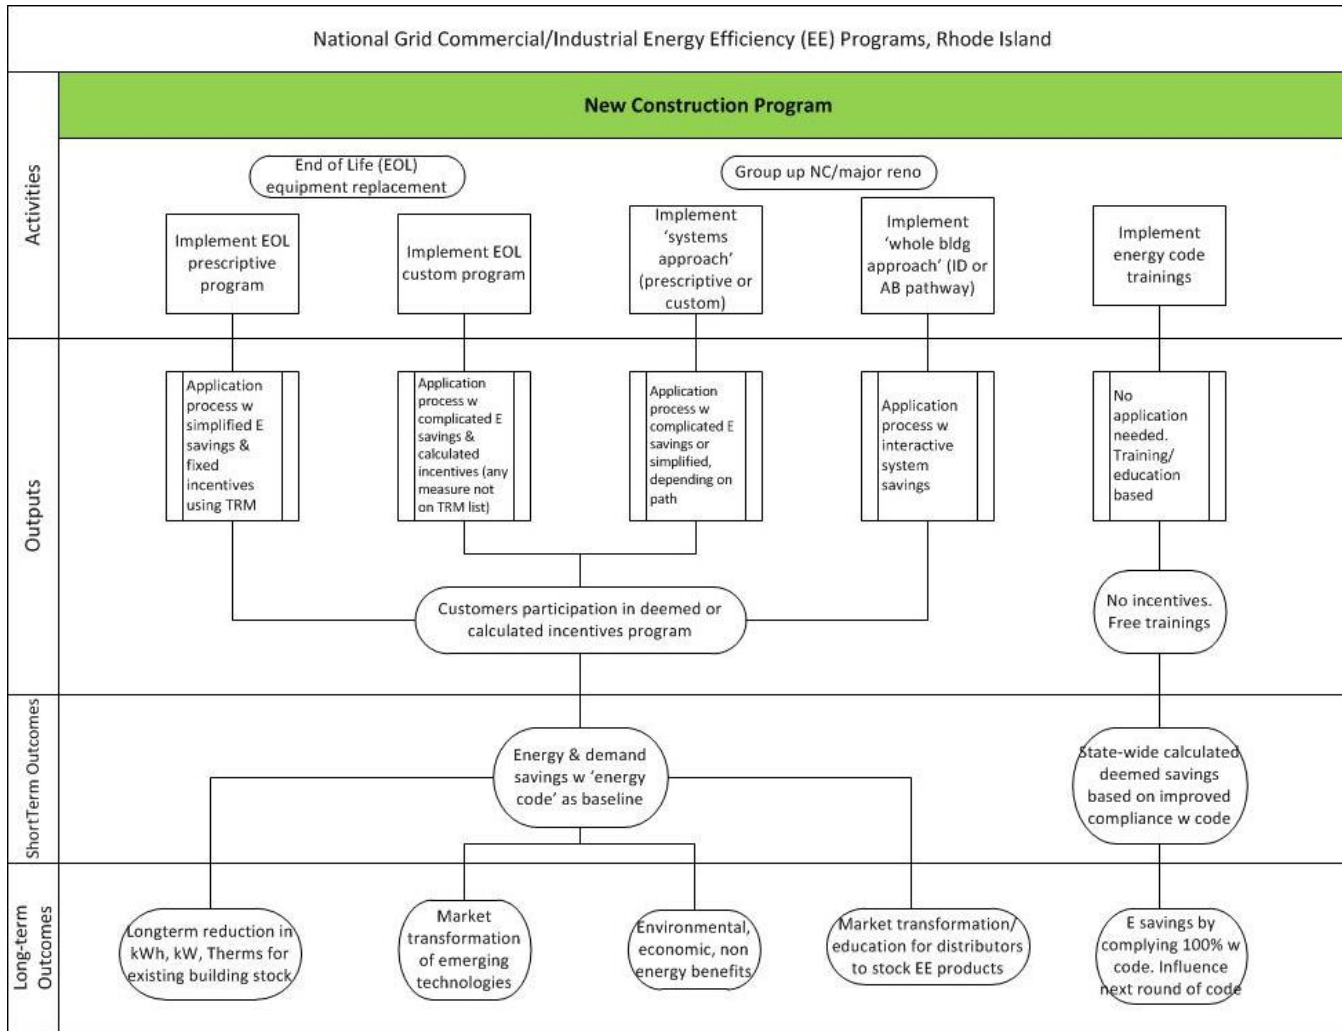 National Grid Commercial/Industrial Energy Efficiency (EE) Programs, Rhode Island
New Construction Program
Activities
End of Life (EOL)
equipment replacement
Group up NC/major reno
Implement EOL
prescriptive
program
Implement EOL
custom program
Implement
‘systems
approach’
(prescriptive or
custom)
Implement
‘whole bldg
approach’ (ID or
AB pathway)
Implement
energy code
trainings
Outputs
Application
process w
simplified E
savings &
fixed
incentives
using TRM
Application
process w
complicated E
savings &
calculated
incentives (any
measure not
on TRM list)
Application
process w
complicated E
savings or
simplified,
depending on
path
Application
process w
interactive
system
savings
No
application
needed.
Training/
education
based
Customers participation in deemed or
calculated incentives program
No incentives.
Free trainings
ShortTerm Outcomes
Energy & demand
savings w ‘energy
code’ as baseline
State-wide calculated
deemed savings
based on improved
compliance w code
Long-term
Outcomes
Longterm reduction in
kWh, kW, Therms for
existing building stock
Market
transformation
of emerging
technologies
Environmental,
economic, non
energy benefits
Market transformation/
education for distributors
to stock EE products
E savings by
complying 100% w
code. Influence
next round of code